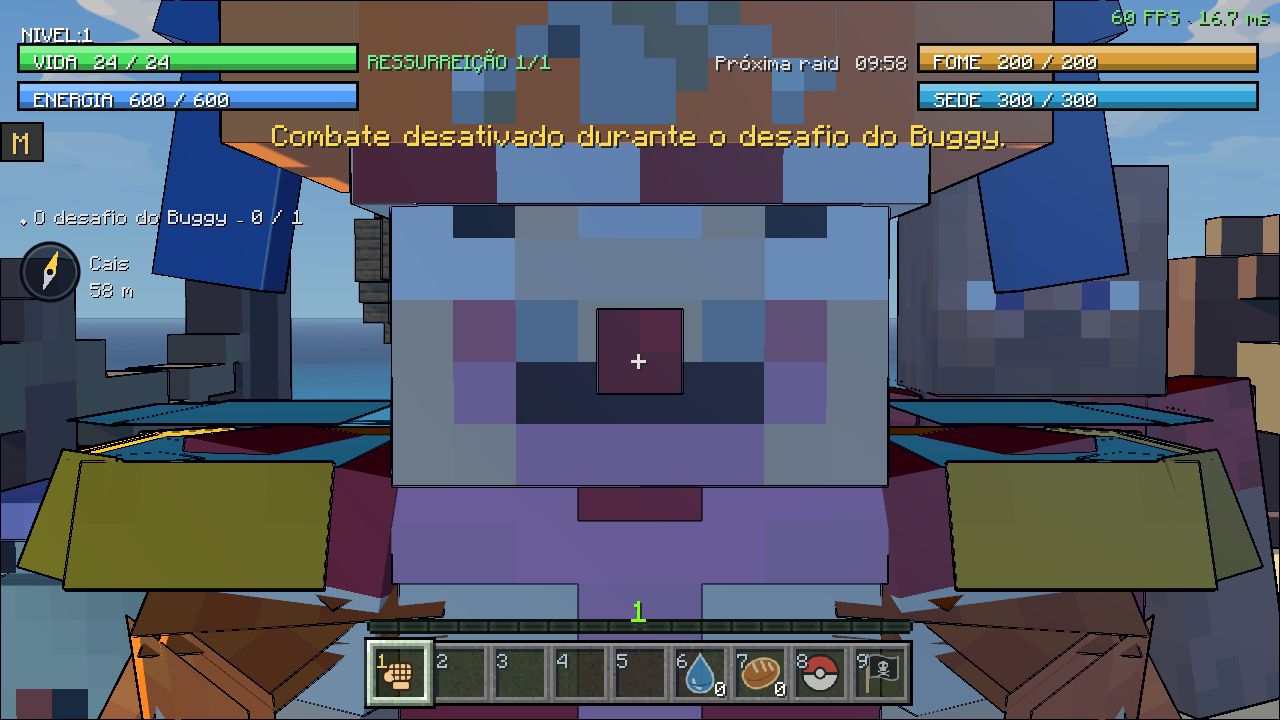 60 FPS . 16.7 ms
NIVEL:1
VIDA 24 / 24
RESSURREIÇÃO 1/1
Próxima raid 09:58
FOME 200 / 200
ENERGIA 600 / 600
SEDE 300 / 300
M
Combate desativado durante o desafio do Buggy.
O desafio do Buggy - 0 / 1
Cais
58 m
1
1 2 3 4 5 6 7 8 9
0 0